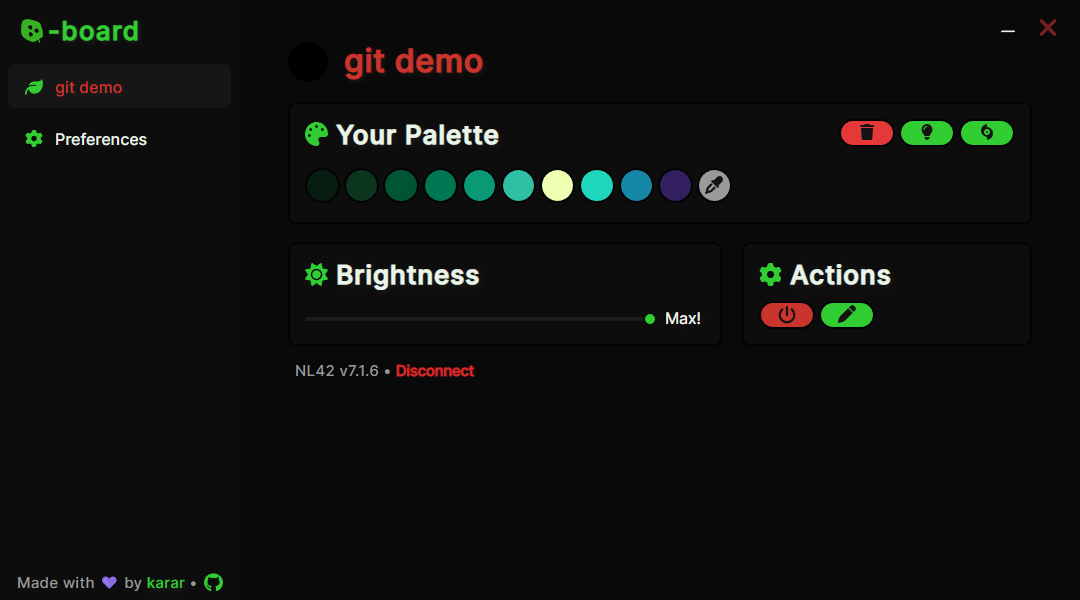 -board
git demo
Preferences
git demo
Your Palette
Brightness
Max!
Actions
NL42 v7.1.6 • Disconnect
Made with by karar •